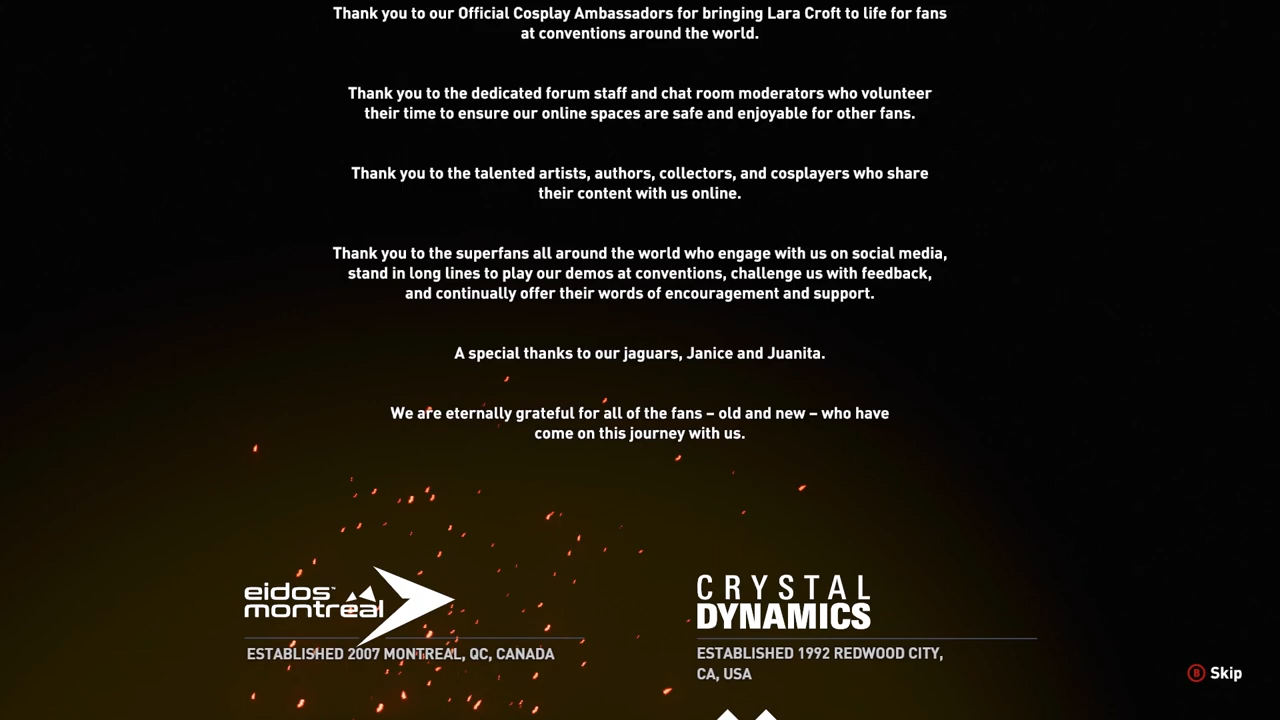 Thank you to our Official Cosplay Ambassadors for bringing Lara Croft to life for fans
at conventions around the world.
Thank you to the dedicated forum staff and chat room moderators who volunteer
their time to ensure our online spaces are safe and enjoyable for other fans.
Thank you to the talented artists, authors, collectors, and cosplayers who share
their content with us online.
Thank you to the superfans all around the world who engage with us on social media,
stand in long lines to play our demos at conventions, challenge us with feedback,
and continually offer their words of encouragement and support.
A special thanks to our jaguars, Janice and Juanita.
We are eternally grateful for all of the fans – old and new – who have
come on this journey with us.
eidos™
montréal
ESTABLISHED 2007 MONTREAL, QC, CANADA
CRYSTAL
DYNAMICS
ESTABLISHED 1992 REDWOOD CITY,
CA, USA
B Skip